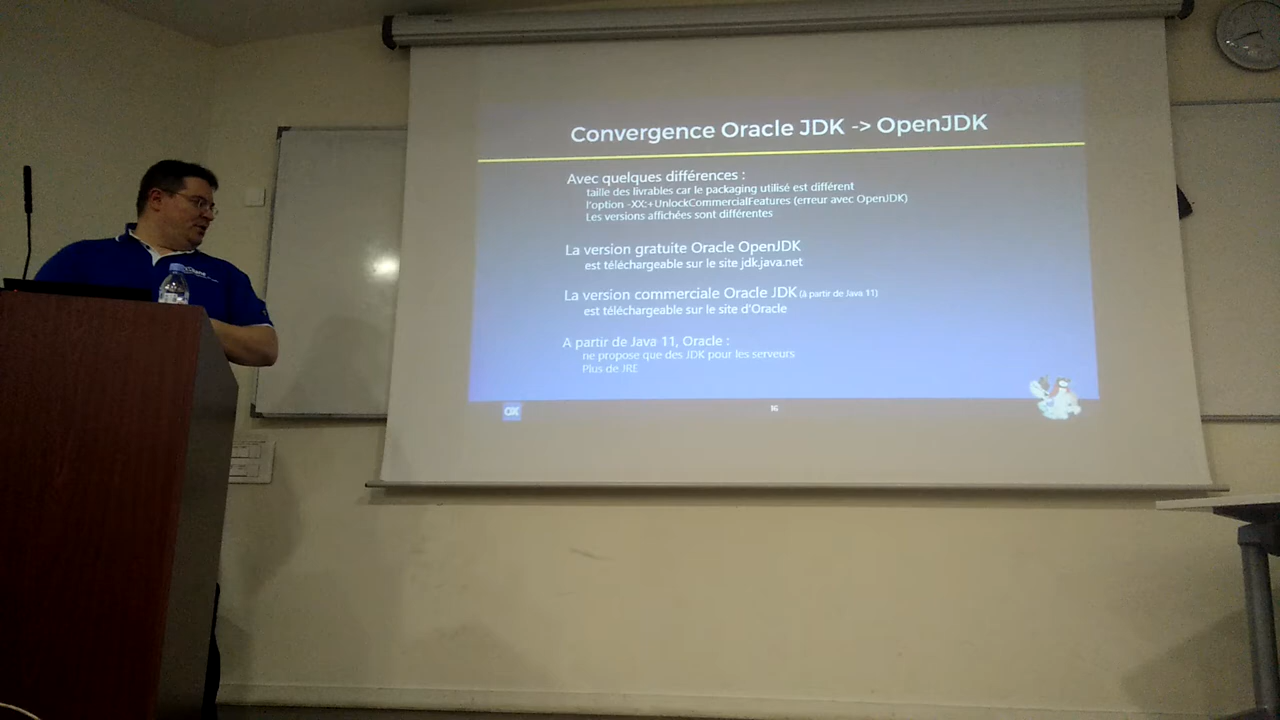 Convergence Oracle JDK -> OpenJDK
Avec quelques différences :
taille des livrables car le packaging utilisé est différent
l'option -XX:+UnlockCommercialFeatures (erreur avec OpenJDK)
Les versions affichées sont différentes
La version gratuite Oracle OpenJDK
est téléchargeable sur le site jdk.java.net
La version commerciale Oracle JDK (à partir de Java 11)
est téléchargeable sur le site d'Oracle
A partir de Java 11, Oracle :
ne propose que des JDK pour les serveurs
Plus de JRE
16